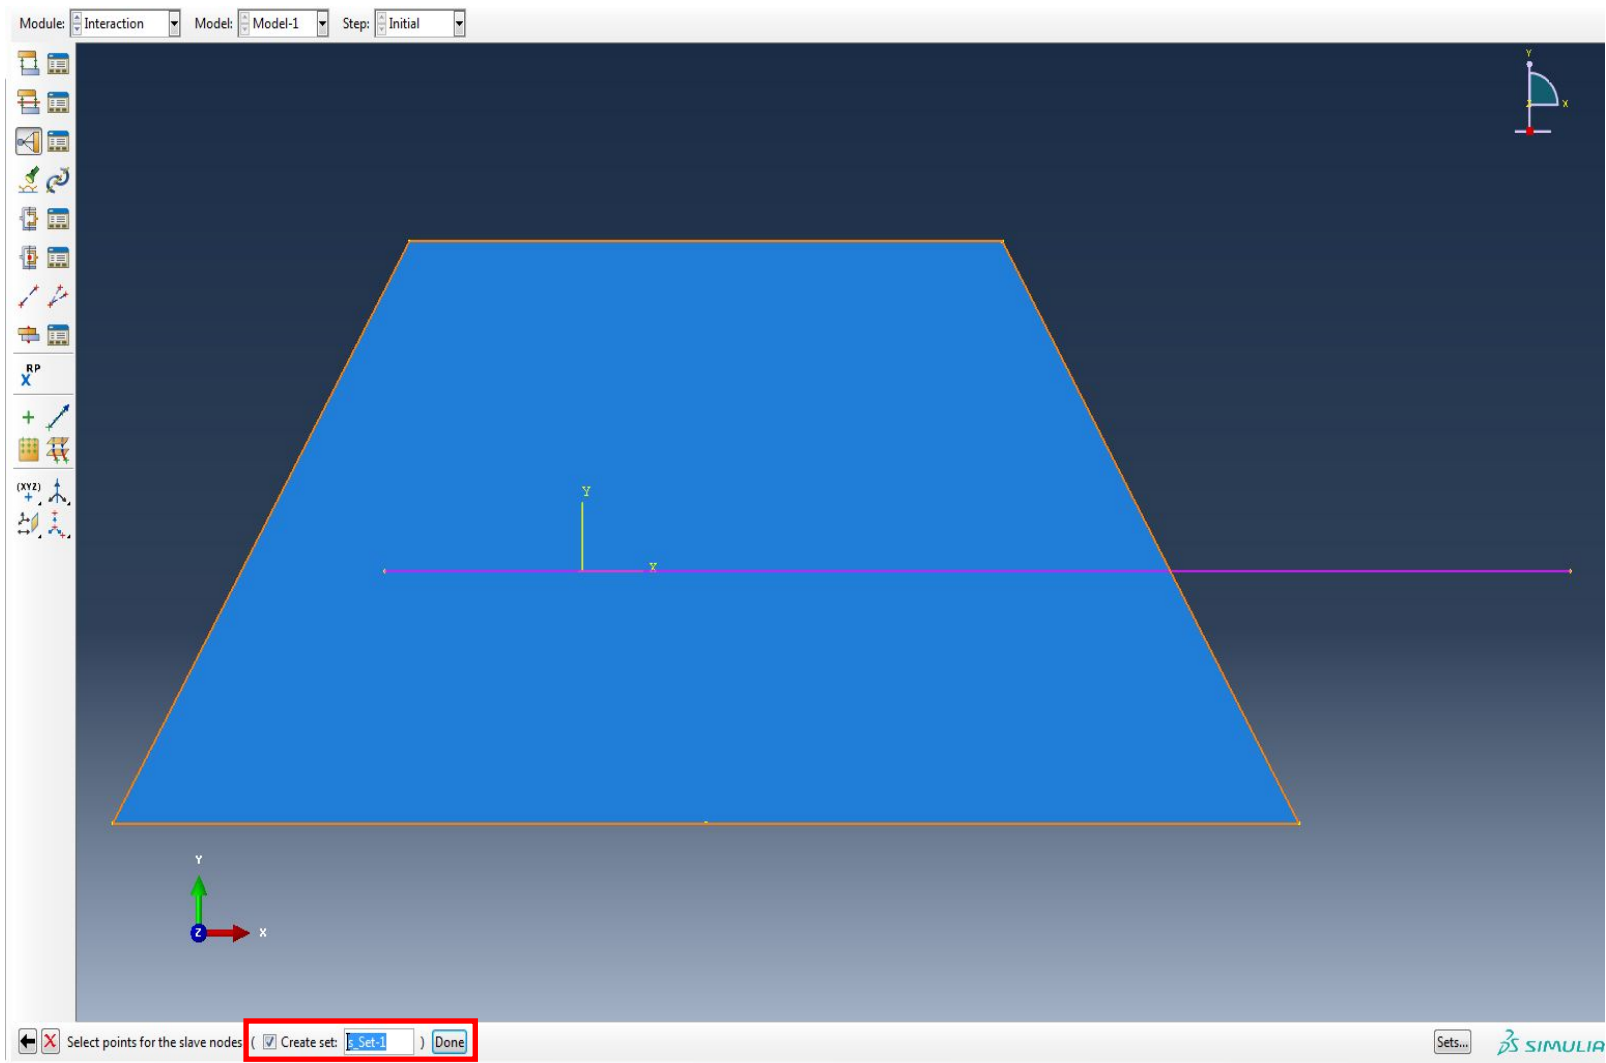 Module: Interaction Model: Model-1 Step: Initial
Y
Z X
RP
X
(XYZ)
Y
X
Y
Z X
Select points for the slave nodes ( Create set: s_Set-1 ) Done Sets... SIMULIA